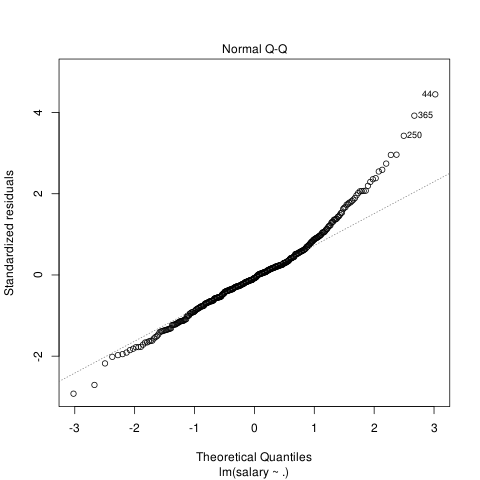 Normal Q-Q
44
365
250
4
2
0
-2
Standardized residuals
-3 -2 -1 0 1 2 3
Theoretical Quantiles
lm(salary ~ .)